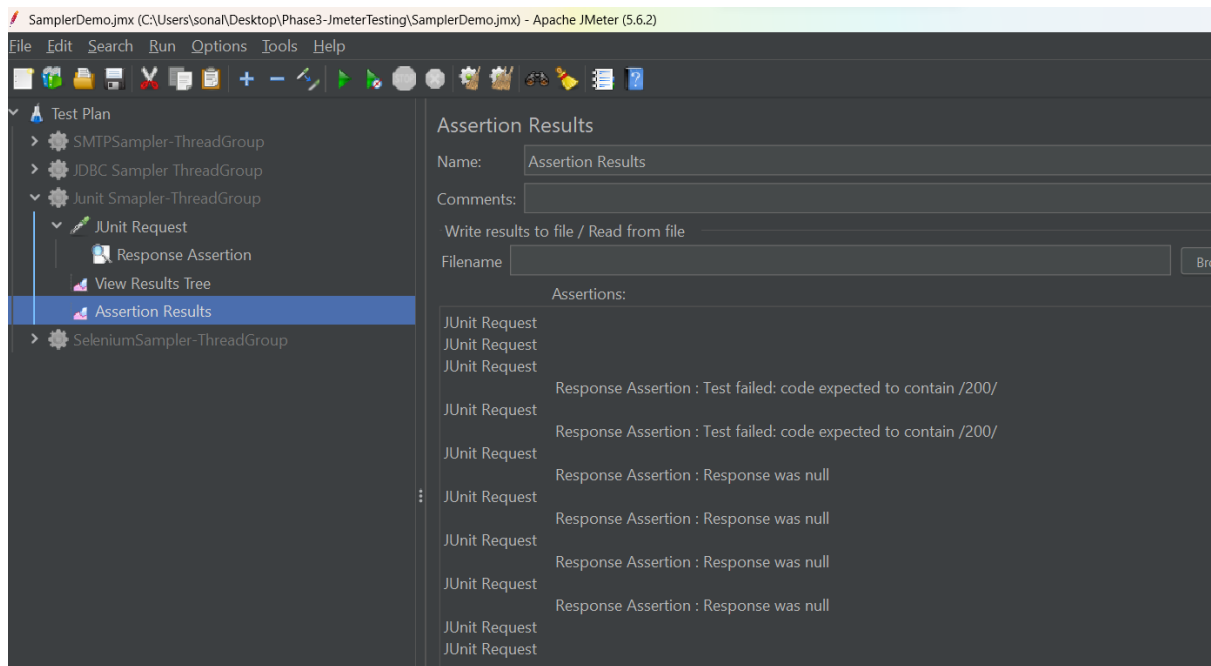 SamplerDemo.jmx (C:\Users\sonal\Desktop\Phase3-JmeterTesting\SamplerDemo.jmx) - Apache JMeter (5.6.2)
File Edit Search Run Options Tools Help
Test Plan
SMTPSampler-ThreadGroup
JDBC Sampler ThreadGroup
Junit Smapler-ThreadGroup
JUnit Request
Response Assertion
View Results Tree
Assertion Results
SeleniumSampler-ThreadGroup
Assertion Results
Name: Assertion Results
Comments:
Write results to file / Read from file
Filename Bro
Assertions:
JUnit Request
JUnit Request
JUnit Request
Response Assertion : Test failed: code expected to contain /200/
JUnit Request
Response Assertion : Test failed: code expected to contain /200/
JUnit Request
Response Assertion : Response was null
JUnit Request
Response Assertion : Response was null
JUnit Request
Response Assertion : Response was null
JUnit Request
Response Assertion : Response was null
JUnit Request
JUnit Request